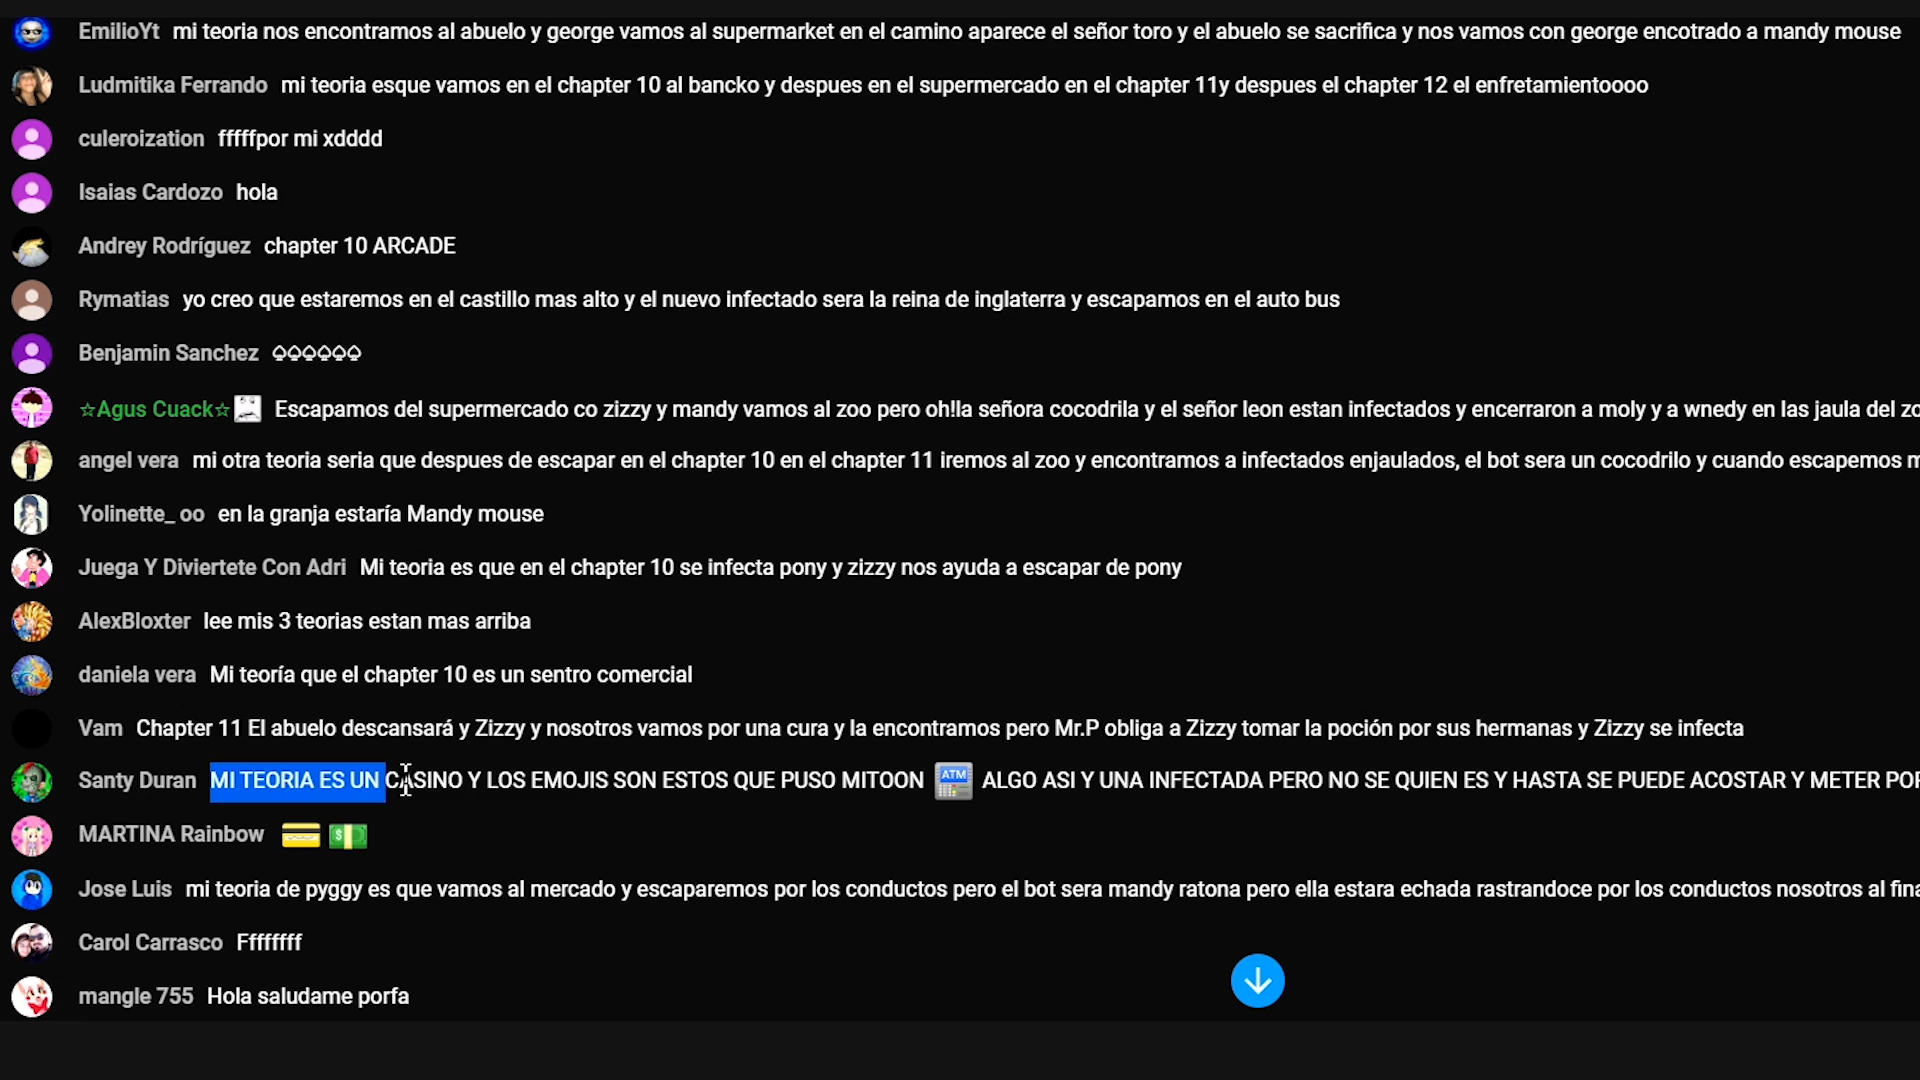 EmilioYt mi teoria nos encontramos al abuelo y george vamos al supermarket en el camino aparece el señor toro y el abuelo se sacrifica y nos vamos con george encotrado a mandy mouse
Ludmitika Ferrando mi teoria esque vamos en el chapter 10 al bancko y despues en el supermercado en el chapter 11y despues el chapter 12 el enfretamientoooo
culeroization fffffpor mi xdddd
Isaias Cardozo hola
Andrey Rodríguez chapter 10 ARCADE
Rymatias yo creo que estaremos en el castillo mas alto y el nuevo infectado sera la reina de inglaterra y escapamos en el auto bus
Benjamin Sanchez ♤♤♤♤♤♤
☆Agus Cuack☆ Escapamos del supermercado co zizzy y mandy vamos al zoo pero oh!la señora cocodrila y el señor leon estan infectados y encerraron a moly y a wnedy en las jaula del zo
angel vera mi otra teoria seria que despues de escapar en el chapter 10 en el chapter 11 iremos al zoo y encontramos a infectados enjaulados, el bot sera un cocodrilo y cuando escapemos m
Yolinette_ oo en la granja estaría Mandy mouse
Juega Y Diviertete Con Adri Mi teoria es que en el chapter 10 se infecta pony y zizzy nos ayuda a escapar de pony
AlexBloxter lee mis 3 teorias estan mas arriba
daniela vera Mi teoría que el chapter 10 es un sentro comercial
Vam Chapter 11 El abuelo descansará y Zizzy y nosotros vamos por una cura y la encontramos pero Mr.P obliga a Zizzy tomar la poción por sus hermanas y Zizzy se infecta
Santy Duran MI TEORIA ES UN CASINO Y LOS EMOJIS SON ESTOS QUE PUSO MITOON ATM ALGO ASI Y UNA INFECTADA PERO NO SE QUIEN ES Y HASTA SE PUEDE ACOSTAR Y METER POR
MARTINA Rainbow 💳 💵
Jose Luis mi teoria de pyggy es que vamos al mercado y escaparemos por los conductos pero el bot sera mandy ratona pero ella estara echada rastrandoce por los conductos nosotros al fina
Carol Carrasco Ffffffff
mangle 755 Hola saludame porfa